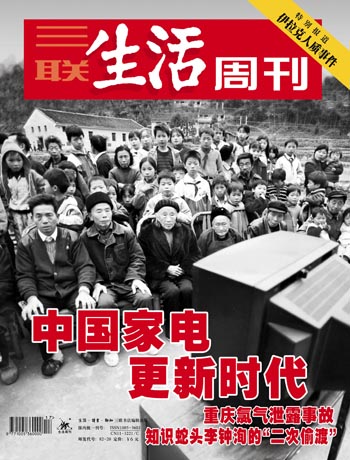 三联生活周刊
特别报道
伊拉克人质事件
中国家电
更新时代
重庆氯气泄露事故
知识蛇头李钟洵的“二次偷渡”